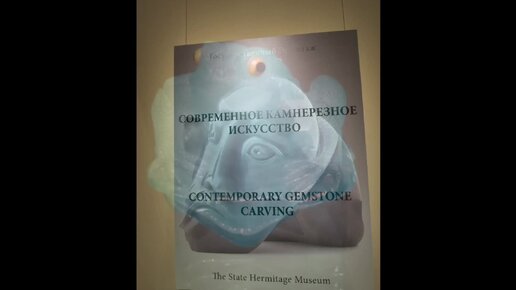 СОВРЕМЕННОЕ КАМНЕРЕЗНОЕ
ИСКУССТВО
CONTEMPORARY GEMSTONE
CARVING
The State Hermitage Museum